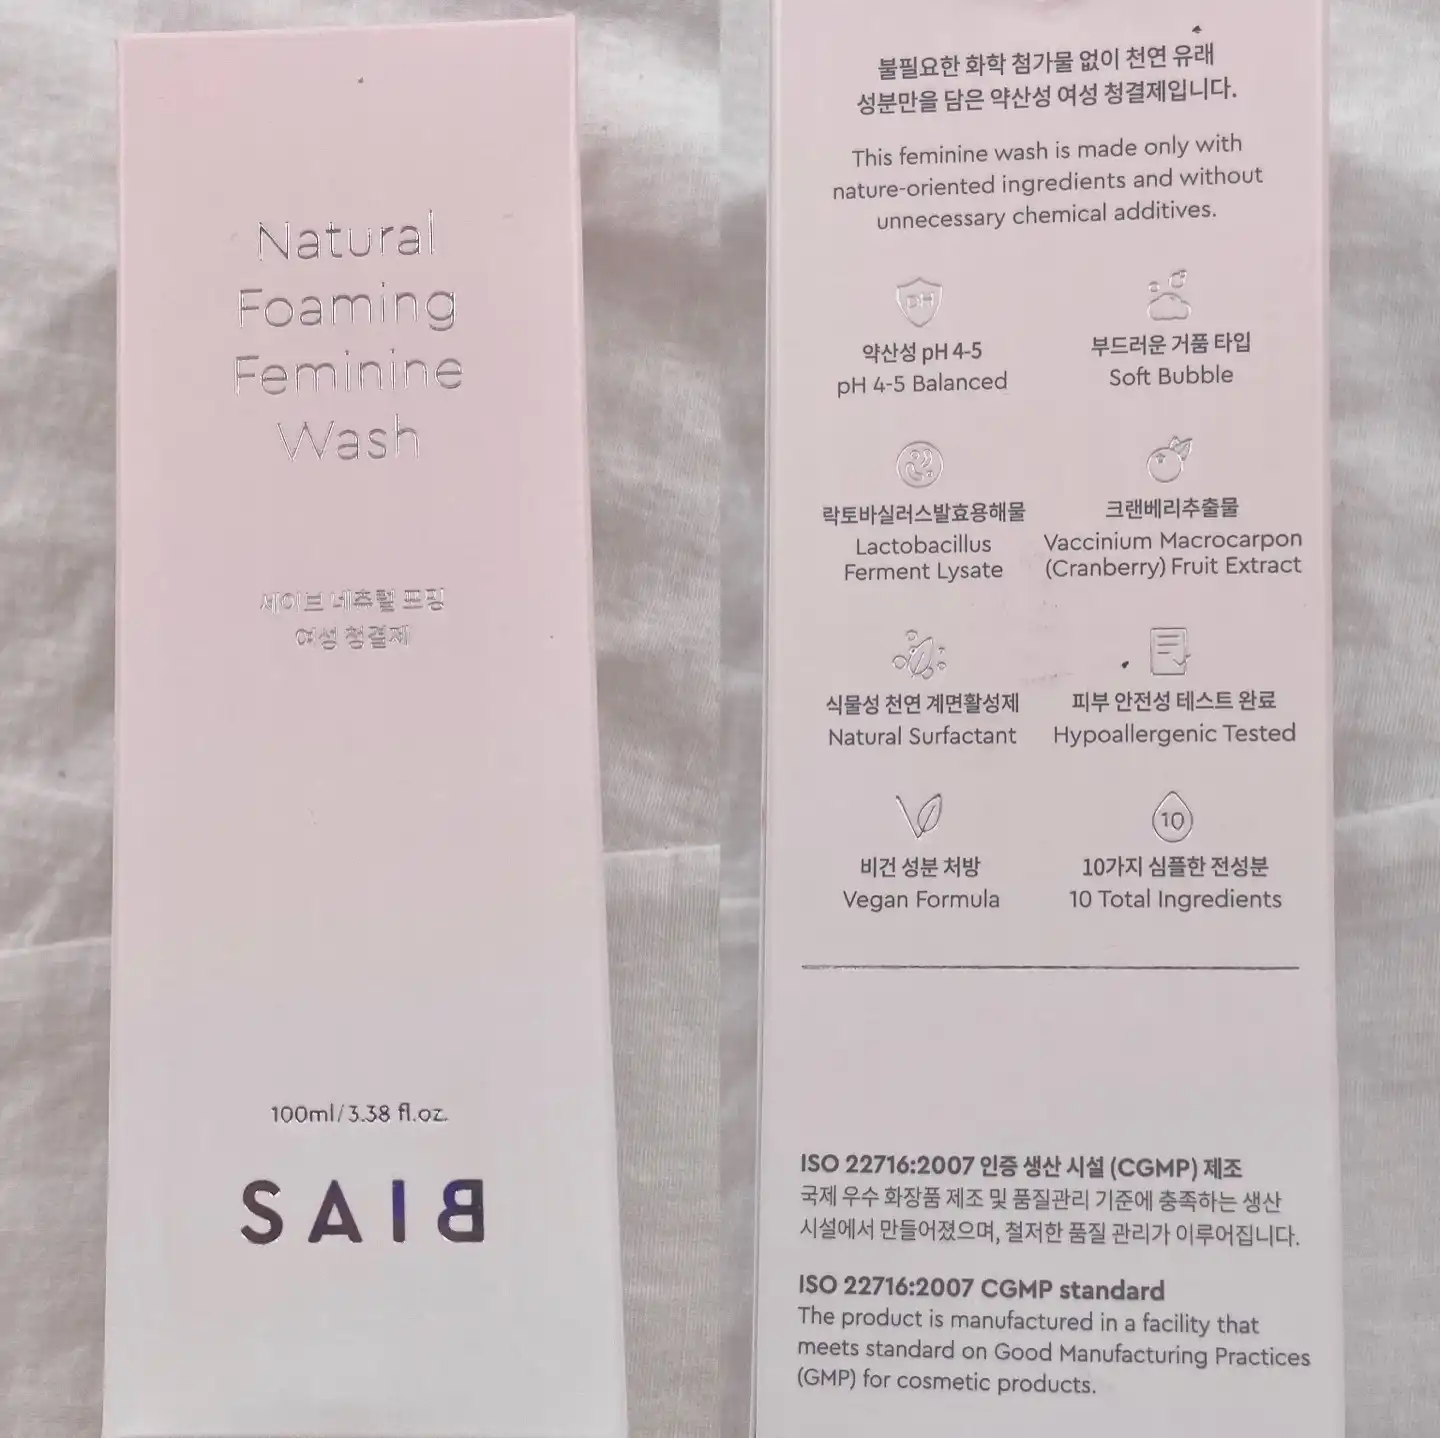 Natural
Foaming
Feminine
Wash
세이브 네츄럴 포밍
여성 청결제
100ml/3.38 fl.oz.
SAIB
불필요한 화학 첨가물 없이 천연 유래
성분만을 담은 약산성 여성 청결제입니다.
This feminine wash is made only with
nature-oriented ingredients and without
unnecessary chemical additives.
pH
약산성 pH 4-5
pH 4-5 Balanced
부드러운 거품 타입
Soft Bubble
락토바실러스발효용해물
Lactobacillus
Ferment Lysate
크랜베리추출물
Vaccinium Macrocarpon
(Cranberry) Fruit Extract
식물성 천연 계면활성제
Natural Surfactant
피부 안전성 테스트 완료
Hypoallergenic Tested
비건 성분 처방
Vegan Formula
10
10가지 심플한 전성분
10 Total Ingredients
ISO 22716:2007 인증 생산 시설 (CGMP) 제조
국제 우수 화장품 제조 및 품질관리 기준에 충족하는 생산
시설에서 만들어졌으며, 철저한 품질 관리가 이루어집니다.
ISO 22716:2007 CGMP standard
The product is manufactured in a facility that
meets standard on Good Manufacturing Practices
(GMP) for cosmetic products.